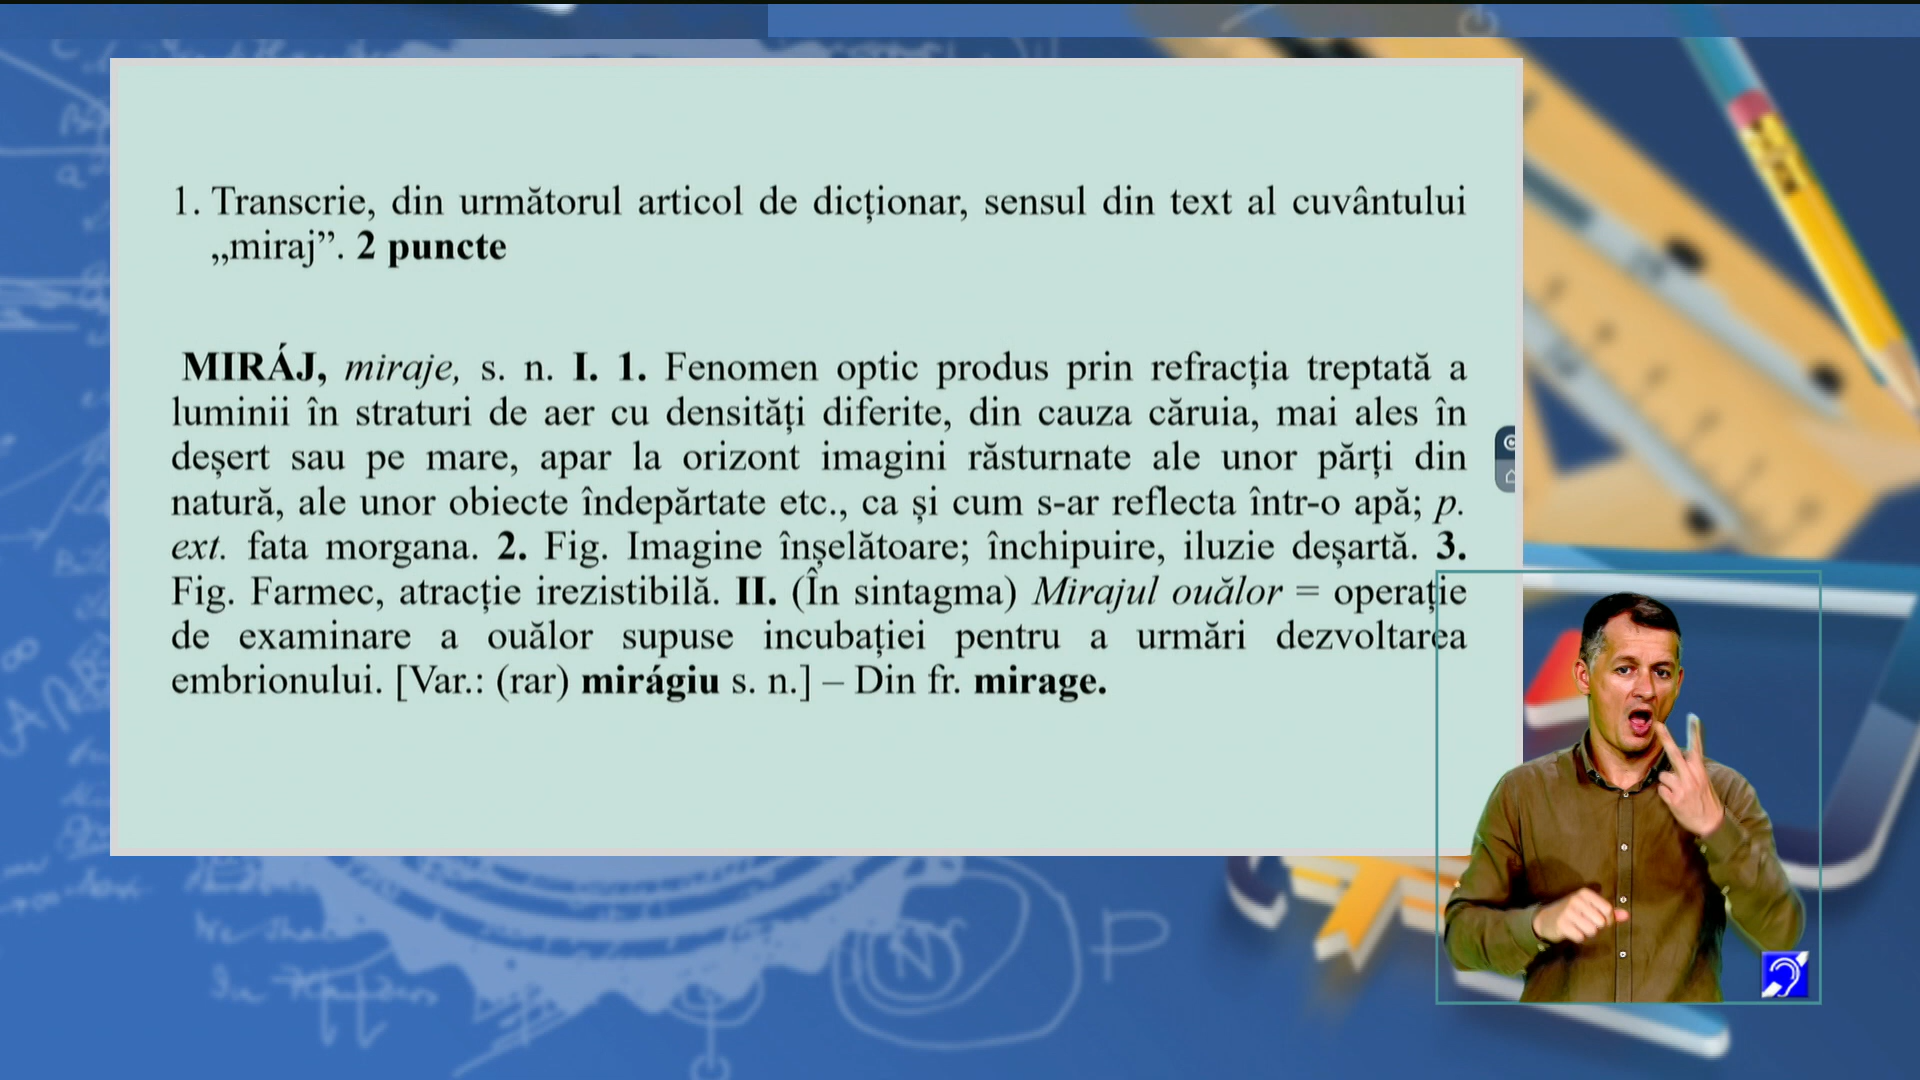 1. Transcrie, din următorul articol de dicționar, sensul din text al cuvântului
„miraj”. 2 puncte
MIRÁJ, miraje, s. n. I. 1. Fenomen optic produs prin refracția treptată a
luminii în straturi de aer cu densități diferite, din cauza căruia, mai ales în
deșert sau pe mare, apar la orizont imagini răsturnate ale unor părți din
natură, ale unor obiecte îndepărtate etc., ca și cum s-ar reflecta într-o apă; p.
ext. fata morgana. 2. Fig. Imagine înșelătoare; închipuire, iluzie deșartă. 3.
Fig. Farmec, atracție irezistibilă. II. (În sintagma) Mirajul ouălor = operație
de examinare a ouălor supuse incubației pentru a urmări dezvoltarea
embrionului. [Var.: (rar) mirágiu s. n.] – Din fr. mirage.
P
N
We shall